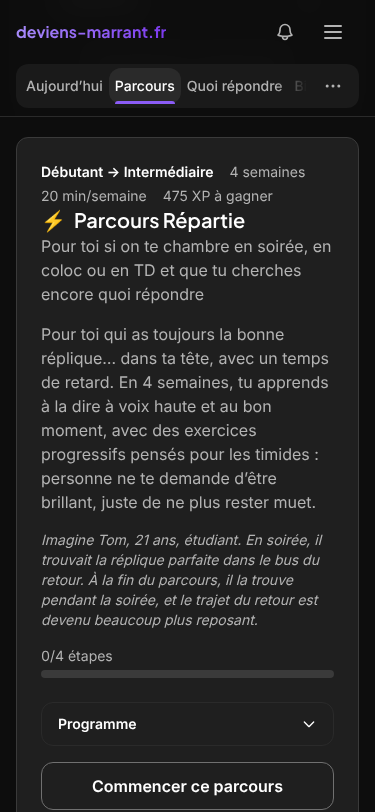 deviens-marrant.fr
Aujourd'hui Parcours Quoi répondre
Débutant → Intermédiaire 4 semaines
20 min/semaine 475 XP à gagner
⚡ Parcours Répartie
Pour toi si on te chambre en soirée, en
coloc ou en TD et que tu cherches
encore quoi répondre
Pour toi qui as toujours la bonne
réplique… dans ta tête, avec un temps
de retard. En 4 semaines, tu apprends
à la dire à voix haute et au bon
moment, avec des exercices
progressifs pensés pour les timides :
personne ne te demande d'être
brillant, juste de ne plus rester muet.
Imagine Tom, 21 ans, étudiant. En soirée, il
trouvait la réplique parfaite dans le bus du
retour. À la fin du parcours, il la trouve
pendant la soirée, et le trajet du retour est
devenu beaucoup plus reposant.
0/4 étapes
Programme
Commencer ce parcours